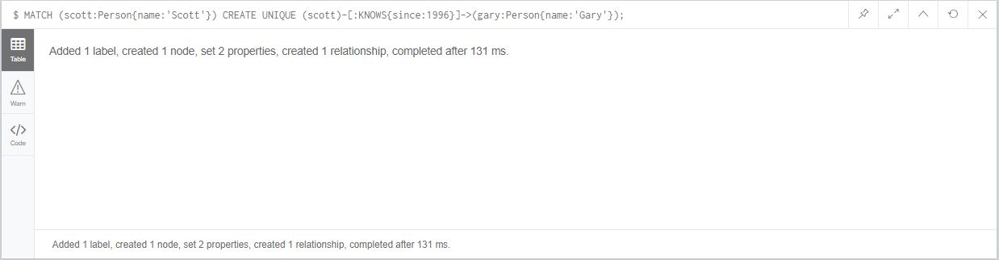 $ MATCH (scott:Person{name:'Scott'}) CREATE UNIQUE (scott)-[:KNOWS{since:1996}]->(gary:Person{name:'Gary'});
Table
Added 1 label, created 1 node, set 2 properties, created 1 relationship, completed after 131 ms.
Warn
</>
Code
Added 1 label, created 1 node, set 2 properties, created 1 relationship, completed after 131 ms.